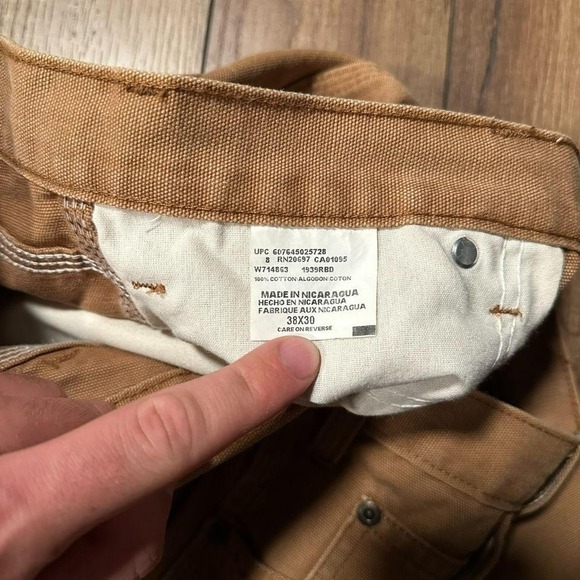 UPC 607645025728
8 RN20697 CA01095
W714863 1939RBD
100% COTTON-ALGODON COTON
MADE IN NICARAGUA
HECHO EN NICARAGUA
FABRIQUE AUX NICARAGUA
38X30
CARE ON REVERSE